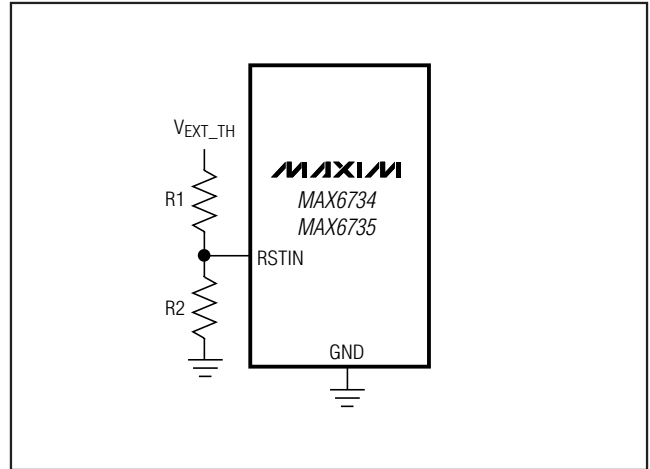 VEXT_TH
MAXIM
R1
MAX6734
MAX6735
RSTIN
R2
GND